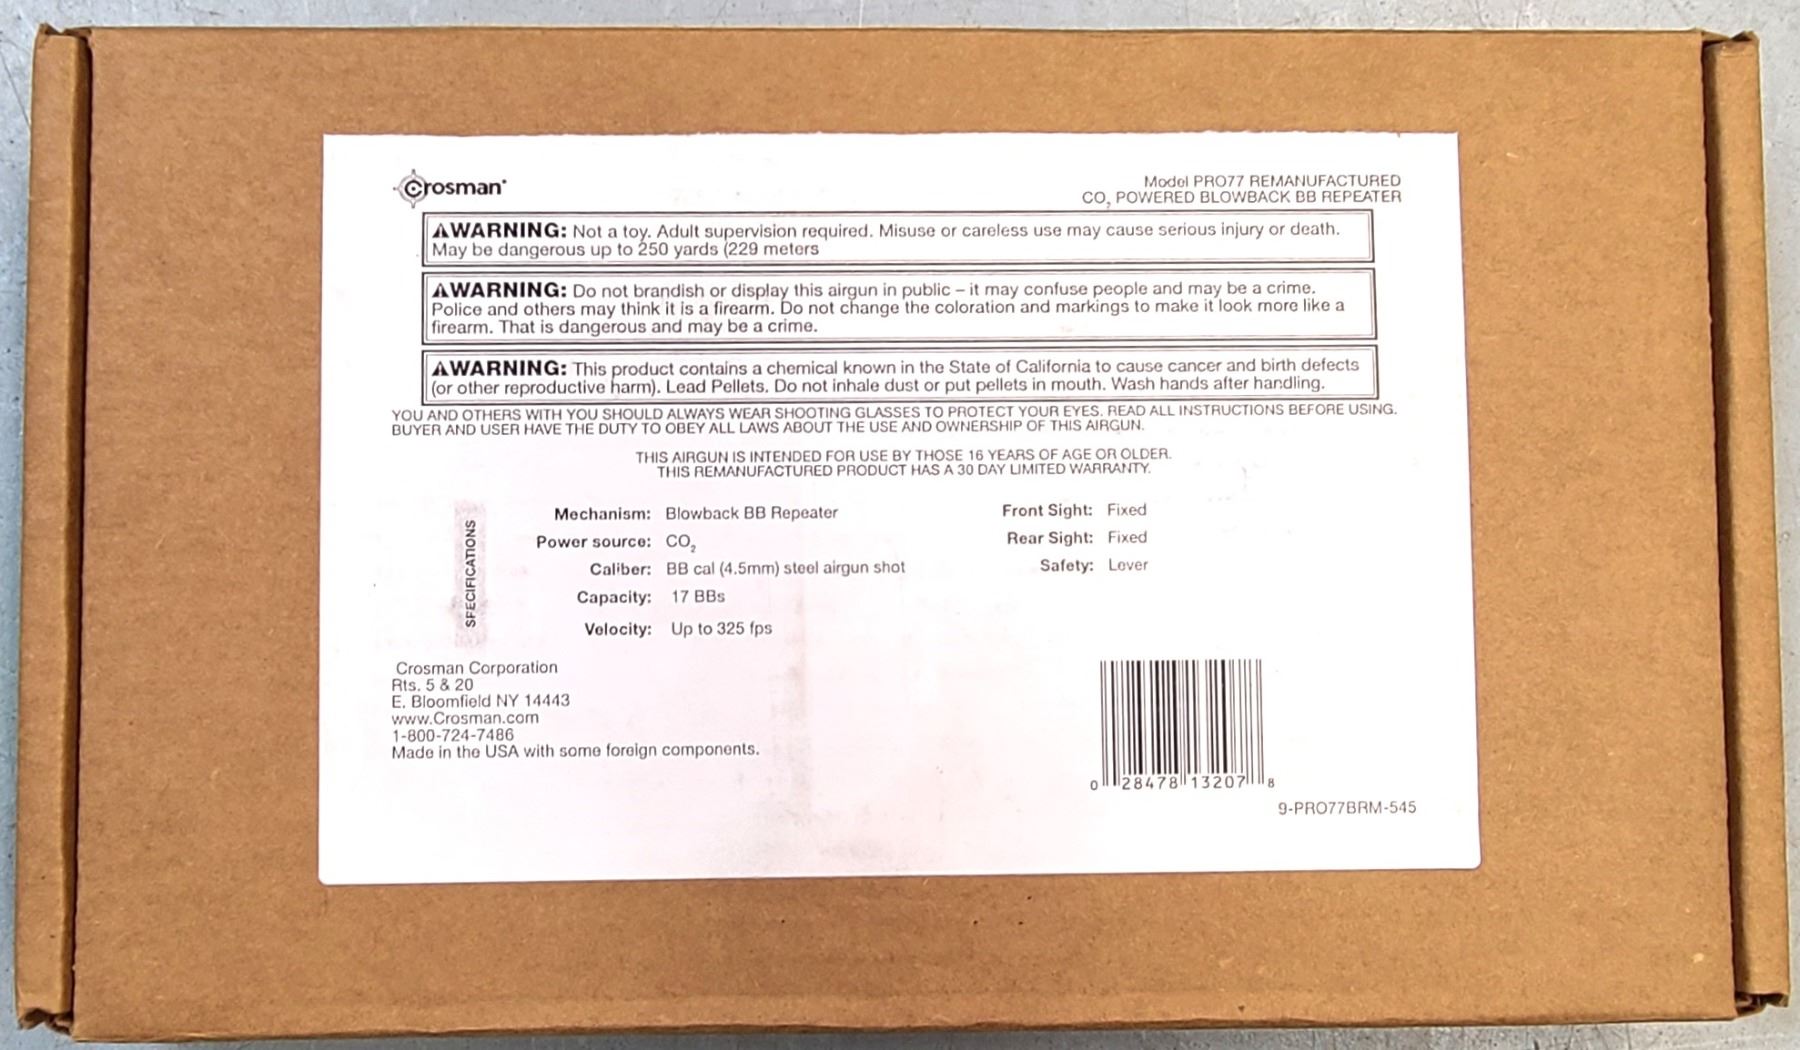 Crosman
Model PRO77 REMANUFACTURED
CO2 POWERED BLOWBACK BB REPEATER
⚠WARNING: Not a toy. Adult supervision required. Misuse or careless use may cause serious injury or death.
May be dangerous up to 250 yards (229 meters
⚠WARNING: Do not brandish or display this airgun in public – it may confuse people and may be a crime.
Police and others may think it is a firearm. Do not change the coloration and markings to make it look more like a
firearm. That is dangerous and may be a crime.
⚠WARNING: This product contains a chemical known in the State of California to cause cancer and birth defects
(or other reproductive harm). Lead Pellets. Do not inhale dust or put pellets in mouth. Wash hands after handling.
YOU AND OTHERS WITH YOU SHOULD ALWAYS WEAR SHOOTING GLASSES TO PROTECT YOUR EYES. READ ALL INSTRUCTIONS BEFORE USING.
BUYER AND USER HAVE THE DUTY TO OBEY ALL LAWS ABOUT THE USE AND OWNERSHIP OF THIS AIRGUN.
THIS AIRGUN IS INTENDED FOR USE BY THOSE 16 YEARS OF AGE OR OLDER.
THIS REMANUFACTURED PRODUCT HAS A 30 DAY LIMITED WARRANTY.
SPECIFICATIONS
Mechanism: Blowback BB Repeater
Power source: CO2
Caliber: BB cal (4.5mm) steel airgun shot
Capacity: 17 BBs
Velocity: Up to 325 fps
Front Sight: Fixed
Rear Sight: Fixed
Safety: Lever
Crosman Corporation
Rts. 5 & 20
E. Bloomfield NY 14443
www.Crosman.com
1-800-724-7486
Made in the USA with some foreign components.
0 28478 13207 8
9-PRO77BRM-545